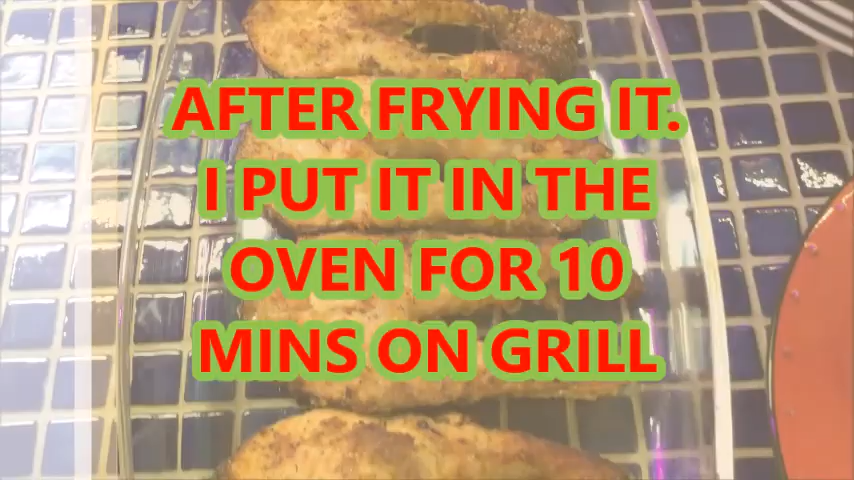 AFTER FRYING IT.
I PUT IT IN THE
OVEN FOR 10
MINS ON GRILL